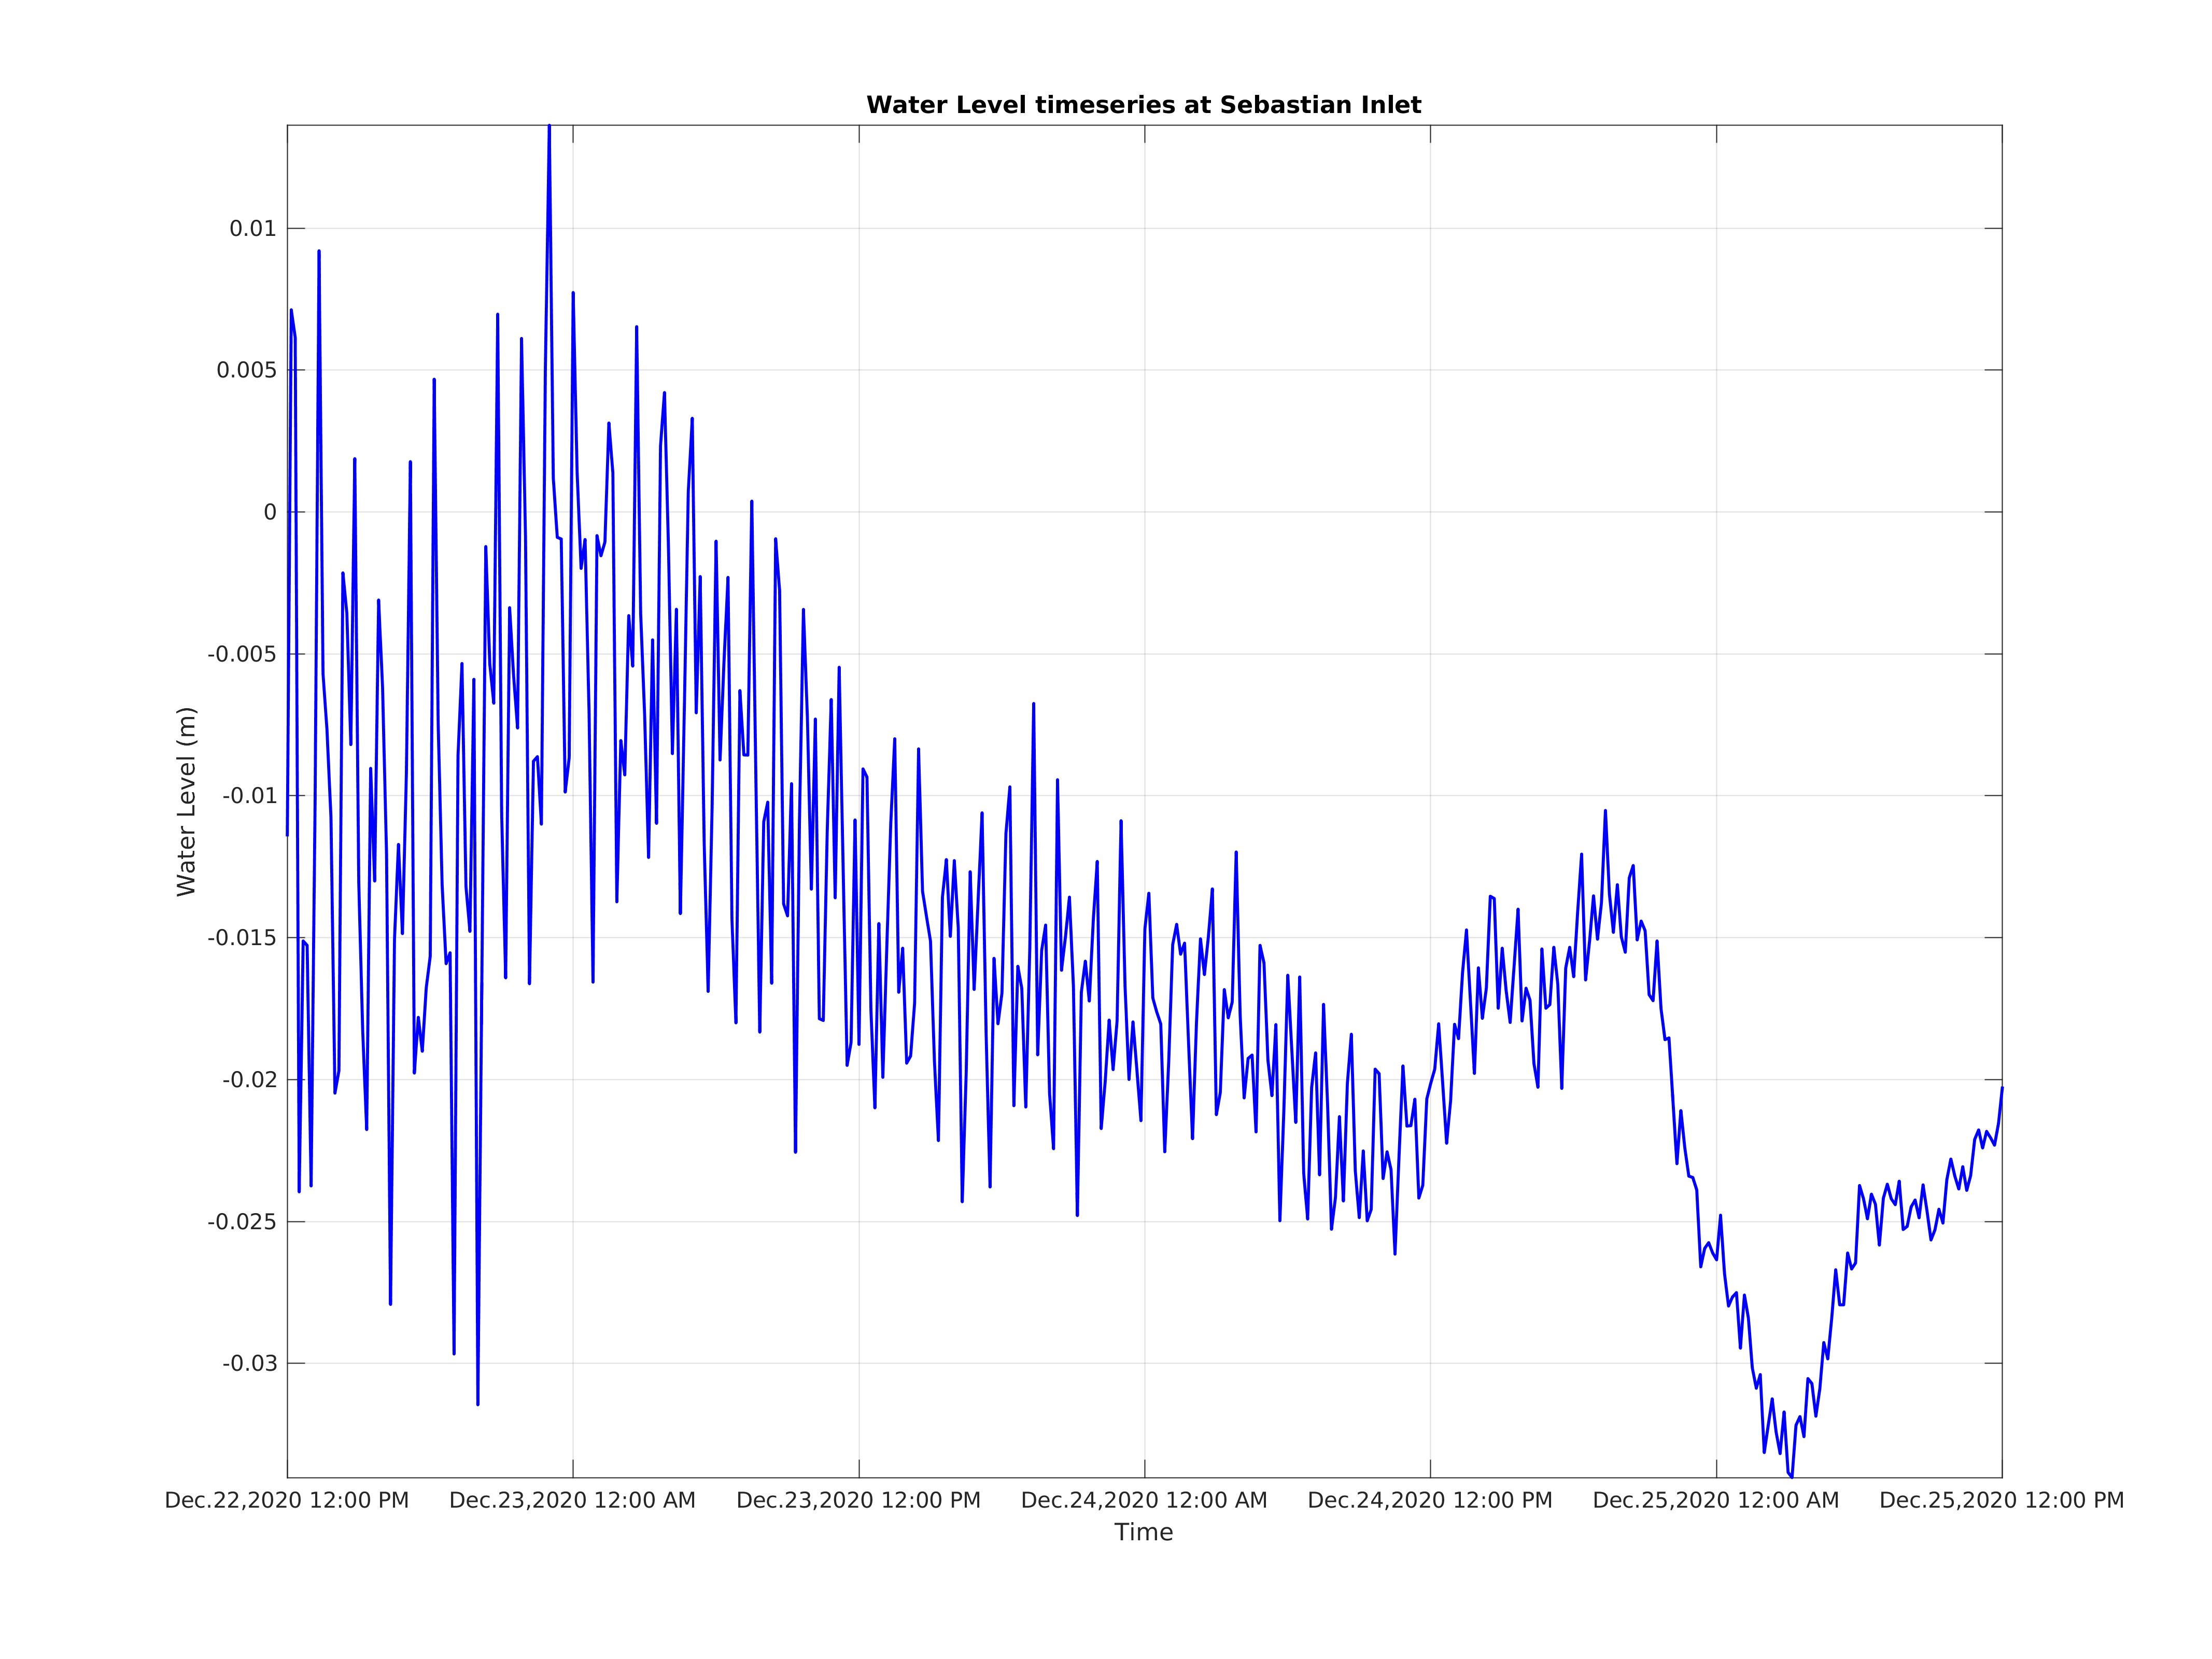 Water Level timeseries at Sebastian Inlet
0.01
0.005
0
-0.005
-0.01
-0.015
-0.02
-0.025
-0.03
Water Level (m)
Dec.22,2020 12:00 PM
Dec.23,2020 12:00 AM
Dec.23,2020 12:00 PM
Dec.24,2020 12:00 AM
Dec.24,2020 12:00 PM
Dec.25,2020 12:00 AM
Dec.25,2020 12:00 PM
Time